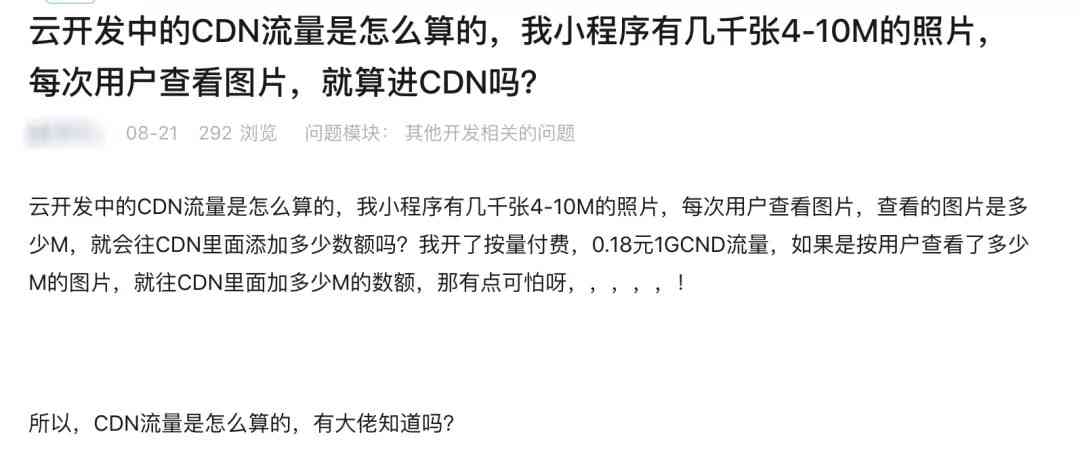 云开发中的CDN流量是怎么算的，我小程序有几千张4-10M的照片，
每次用户查看图片，就算进CDN吗？
08-21 292 浏览 问题模块： 其他开发相关的问题
云开发中的CDN流量是怎么算的，我小程序有几千张4-10M的照片，每次用户查看图片，查看的图片是多
少M，就会往CDN里面添加多少数额吗？我开了按量付费，0.18元1GCND流量，如果是按用户查看了多少
M的图片，就往CDN里面加多少M的数额，那有点可怕呀，，，，，！
所以，CDN流量是怎么算的，有大佬知道吗？